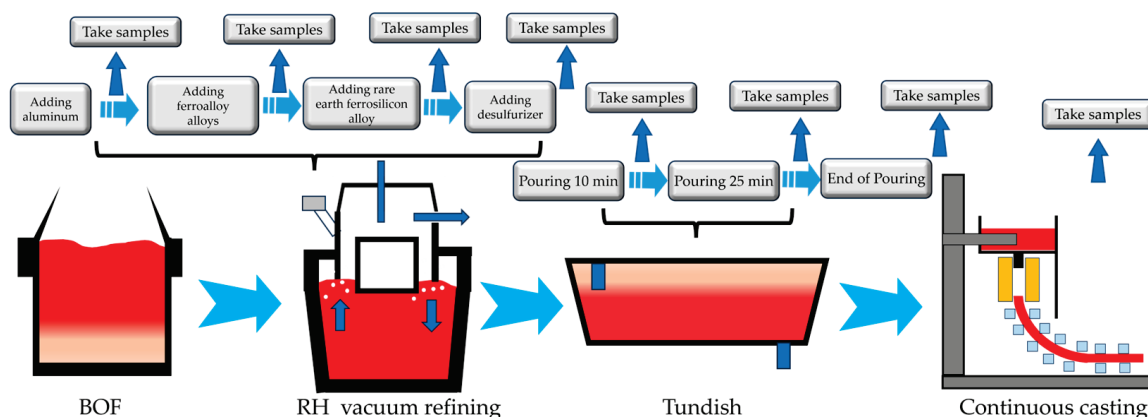 Take samples
Take samples
Take samples
Take samples
Adding
aluminum
Adding
ferroalloy
alloys
Adding rare
earth ferrosilicon
alloy
Adding
desulfurizer
Take samples
Take samples
Take samples
Take samples
Pouring 10 min
Pouring 25 min
End of Pouring
BOF
RH vacuum refining
Tundish
Continuous casting